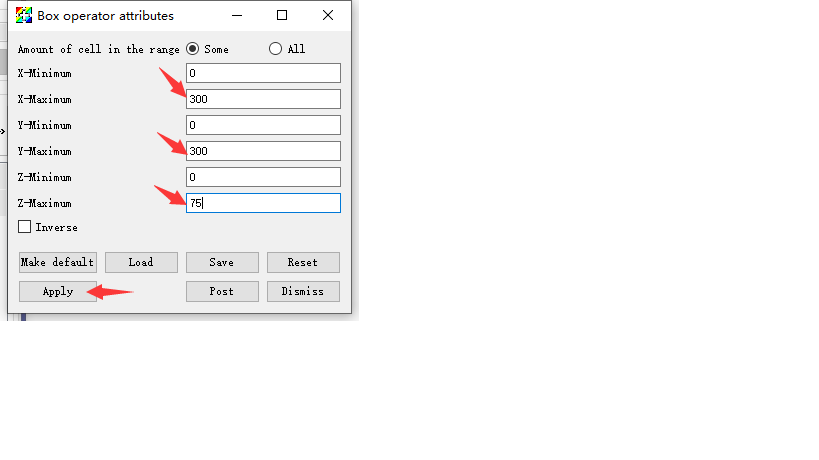 Box operator attributes
Amount of cell in the range Some All
X-Minimum 0
X-Maximum 300
Y-Minimum 0
Y-Maximum 300
Z-Minimum 0
Z-Maximum 75
Inverse
Make default Load Save Reset
Apply Post Dismiss